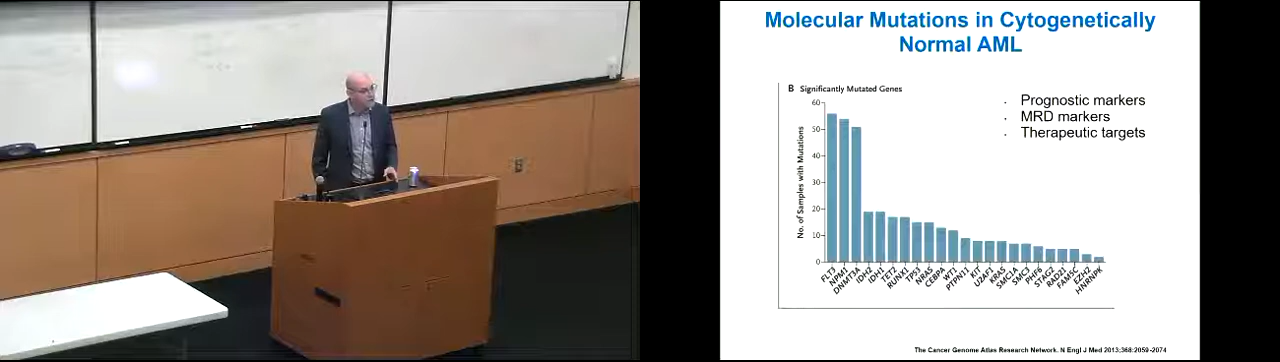 Molecular Mutations in Cytogenetically
Normal AML
B Significantly Mutated Genes
· Prognostic markers
· MRD markers
· Therapeutic targets
No. of Samples with Mutations
60
50
40
30
20
10
0
FLT3
NPM1
DNMT3A
IDH2
IDH1
TET2
RUNX1
TP53
NRAS
CEBPA
WT1
PTPN11
KIT
U2AF1
KRAS
SMC1A
SMC3
PHF6
STAG2
RAD21
FAM5C
EZH2
HNRNPK
The Cancer Genome Atlas Research Network. N Engl J Med 2013;368:2059-2074